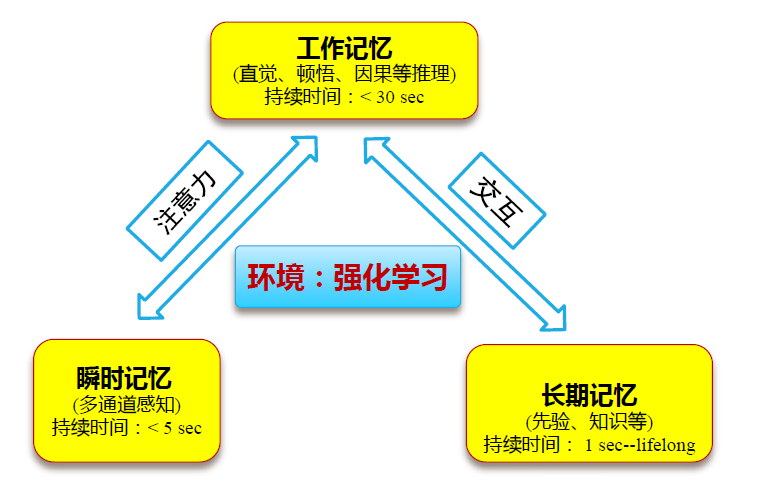 工作记忆
(直觉、顿悟、因果等推理)
持续时间：< 30 sec
注意力
交互
环境：强化学习
瞬时记忆
(多通道感知)
持续时间：< 5 sec
长期记忆
(先验、知识等)
持续时间： 1 sec--lifelong